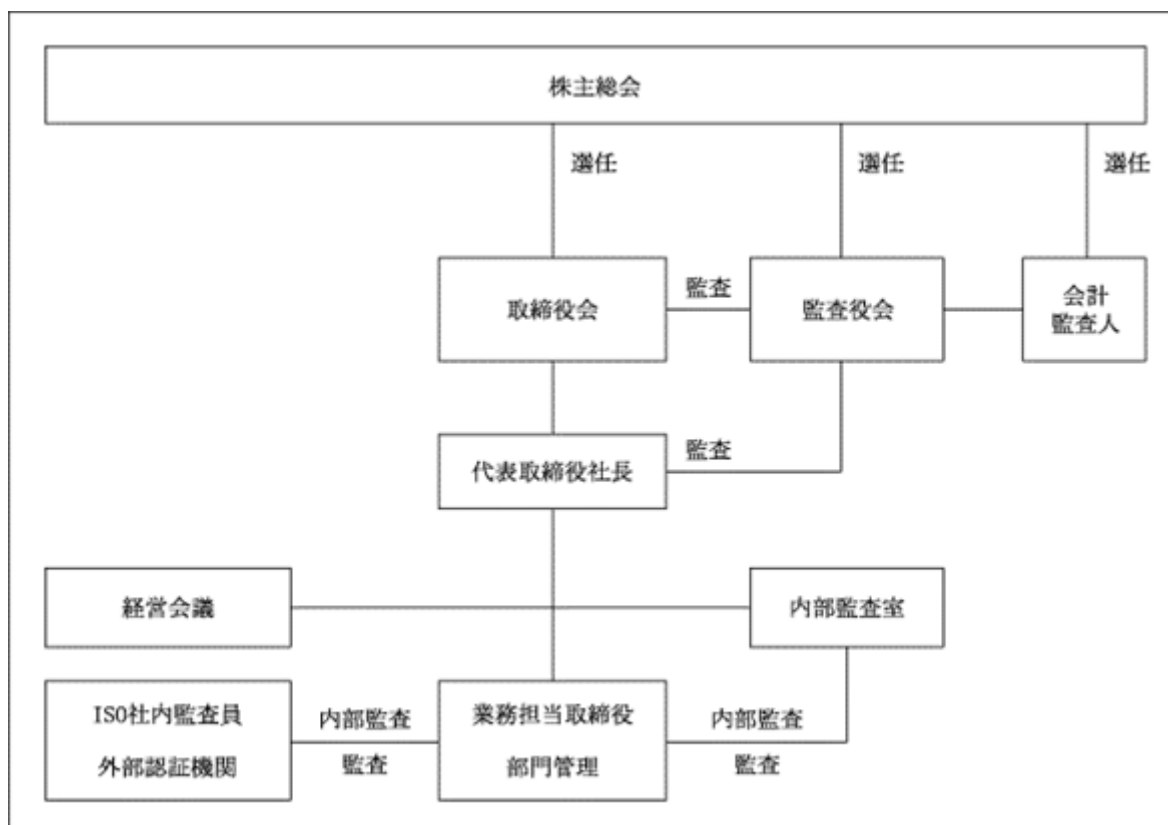 株主総会
選任
選任
選任
取締役会
監査
監査役会
会計
監査人
代表取締役社長
監査
経営会議
内部監査室
ISO社内監査員
外部認証機関
内部監査
監査
業務担当取締役
部門管理
内部監査
監査